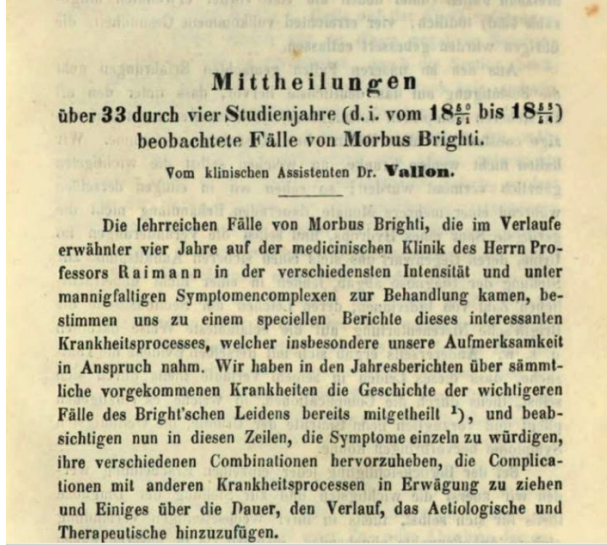 Mittheilungen
über 33 durch vier Studienjahre (d. i. vom 18 50/51 bis 18 53/54)
beobachtete Fälle von Morbus Brighti.
Vom klinischen Assistenten Dr. Vallon.
Die lehrreichen Fälle von Morbus Brighti, die im Verlaufe
erwähnter vier Jahre auf der medicinischen Klinik des Herrn Pro-
fessors Raimann in der verschiedensten Intensität und unter
mannigfaltigen Symptomencomplexen zur Behandlung kamen, be-
stimmen uns zu einem speciellen Berichte dieses interessanten
Krankheitsprocesses, welcher insbesondere unsere Aufmerksamkeit
in Anspruch nahm. Wir haben in den Jahresberichten über sämmt-
liche vorgekommenen Krankheiten die Geschichte der wichtigeren
Fälle des Bright'schen Leidens bereits mitgetheilt ¹), und beab-
sichtigen nun in diesen Zeilen, die Symptome einzeln zu würdigen,
ihre verschiedenen Combinationen hervorzuheben, die Complica-
tionen mit anderen Krankheitsprocessen in Erwägung zu ziehen
und Einiges über die Dauer, den Verlauf, das Aetiologische und
Therapeutische hinzuzufügen.